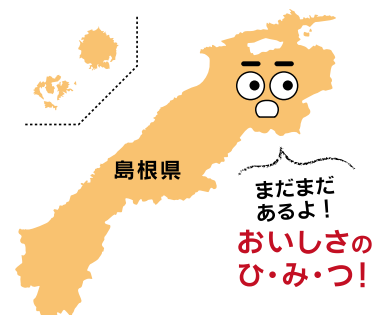 島根県
まだまだ
あるよ！
おいしさの
ひ・み・つ！